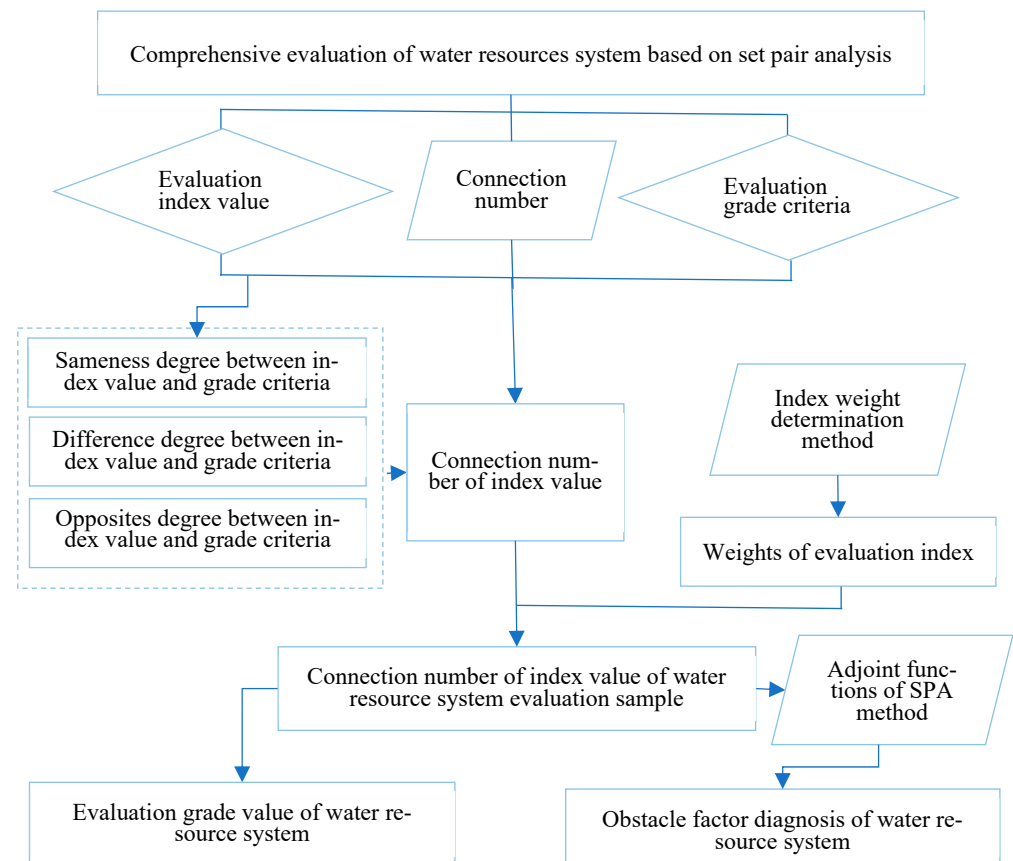 Comprehensive evaluation of water resources system based on set pair analysis
Evaluation
index value
Connection
number
Evaluation
grade criteria
Sameness degree between in-
dex value and grade criteria
Difference degree between in-
dex value and grade criteria
Opposites degree between in-
dex value and grade criteria
Connection num-
ber of index value
Index weight
determination
method
Weights of evaluation index
Connection number of index value of water
resource system evaluation sample
Adjoint func-
tions of SPA
method
Evaluation grade value of water re-
source system
Obstacle factor diagnosis of water re-
source system